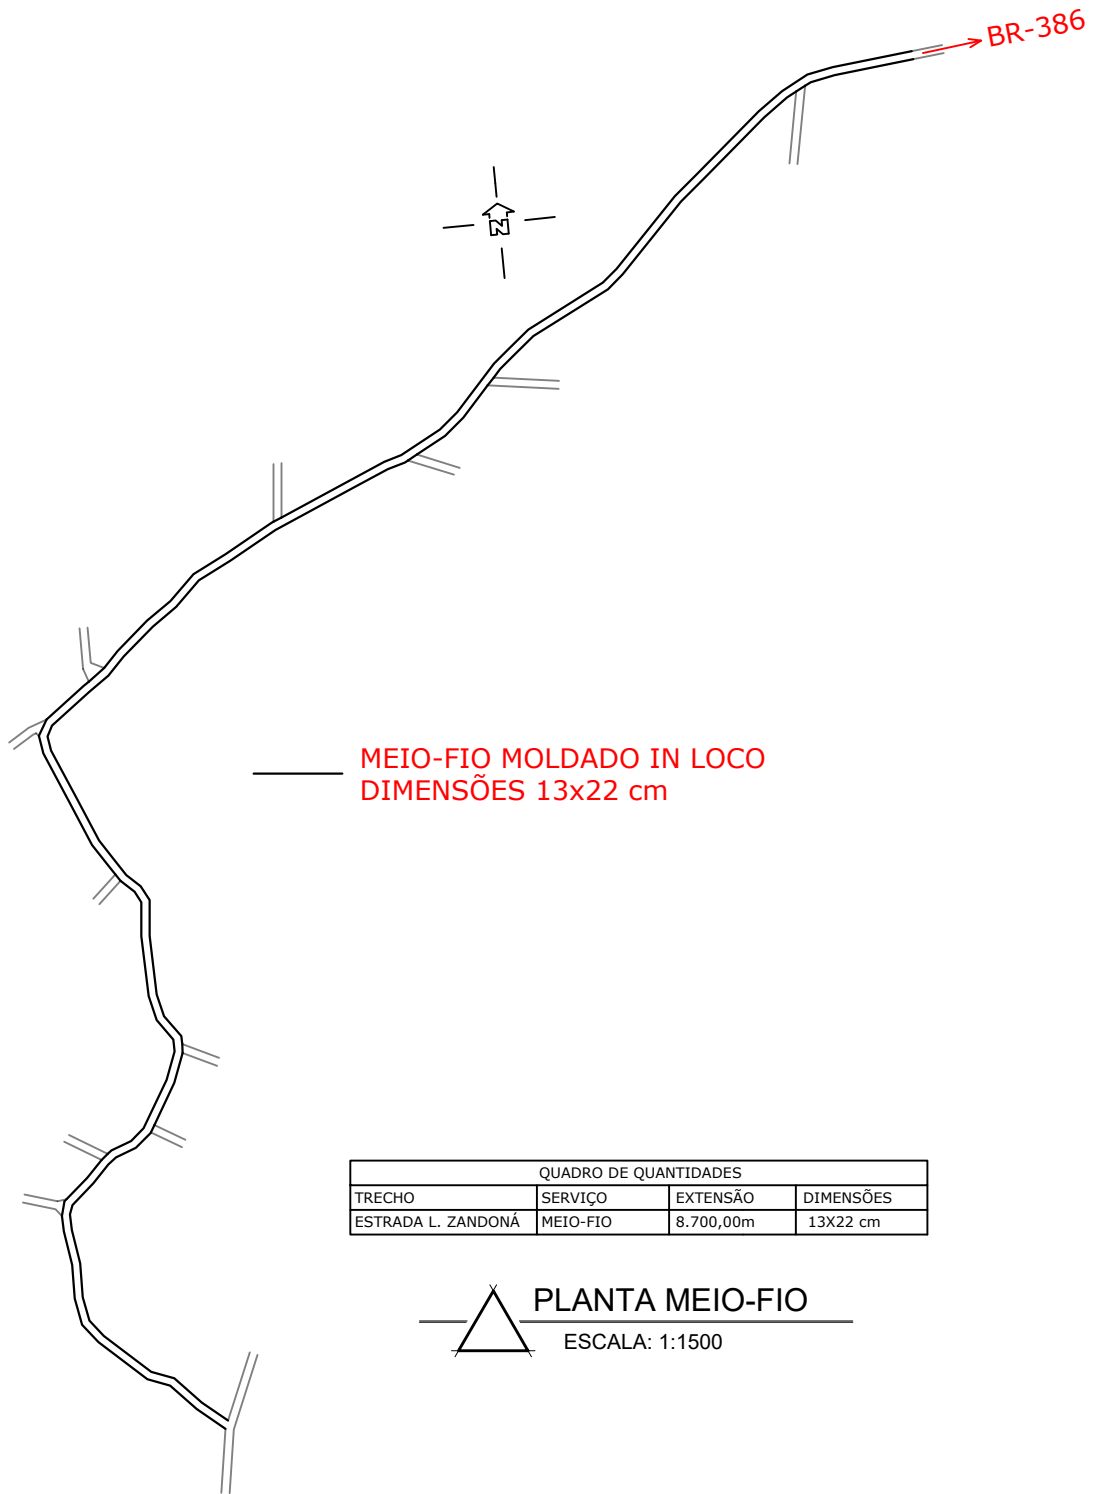 BR-386
N
MEIO-FIO MOLDADO IN LOCO
DIMENSÕES 13x22 cm
QUADRO DE QUANTIDADES
TRECHO SERVIÇO EXTENSÃO DIMENSÕES
ESTRADA L. ZANDONÁ MEIO-FIO 8.700,00m 13X22 cm
PLANTA MEIO-FIO
ESCALA: 1:1500